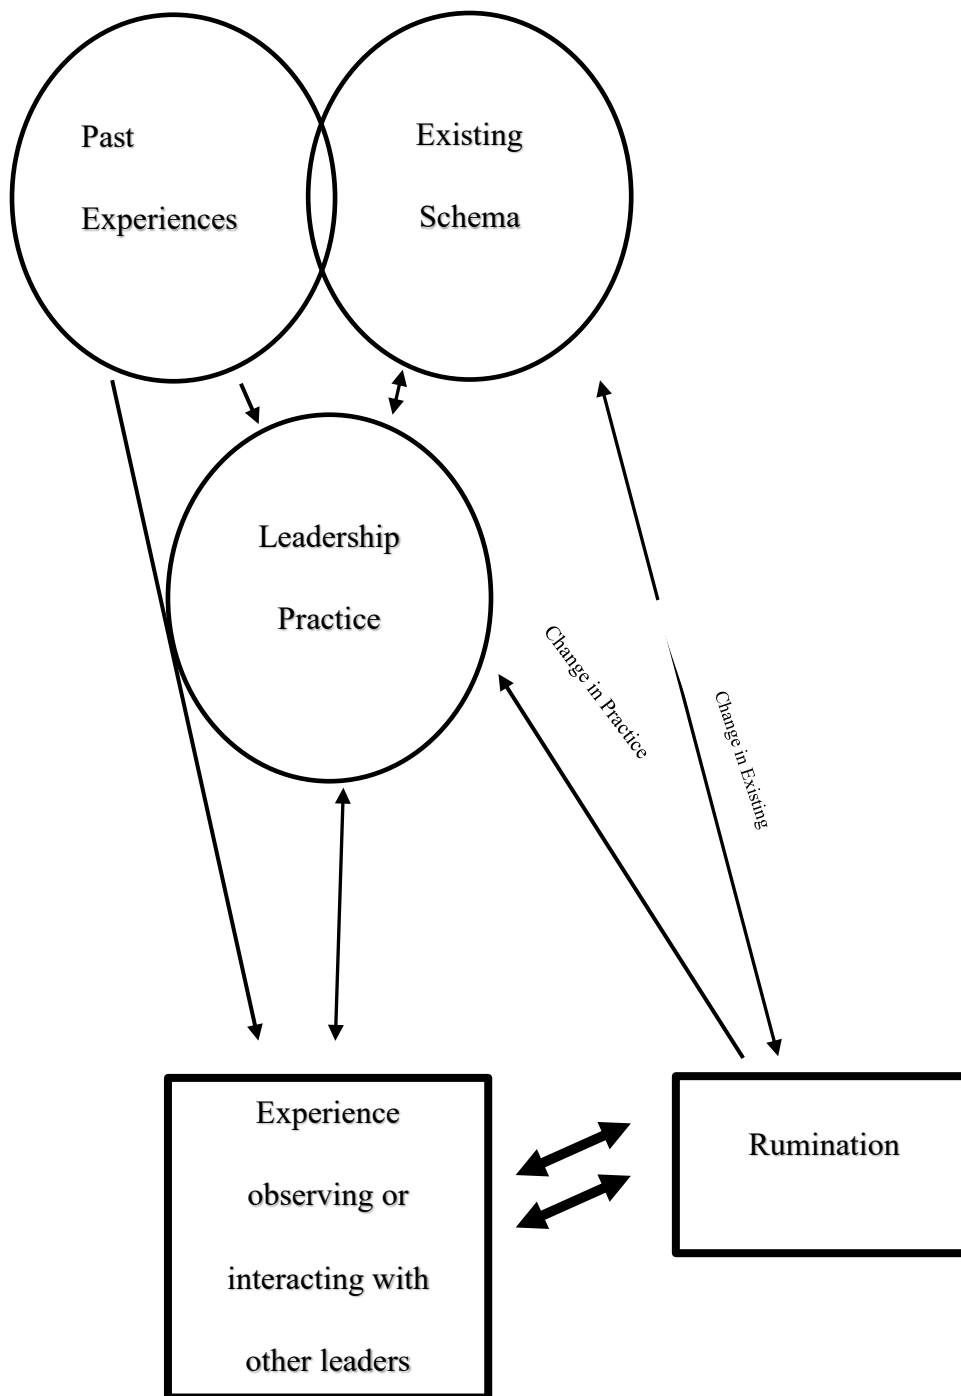 Past
Experiences
Existing
Schema
Leadership
Practice
Change in Practice
Change in Existing
Experience
observing or
interacting with
other leaders
Rumination